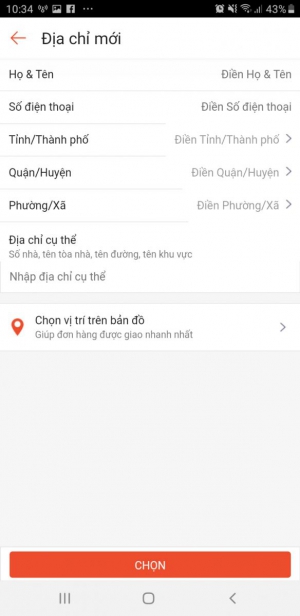 10:34 ... 43%
Địa chỉ mới
Họ & Tên Điền Họ & Tên
Số điện thoại Điền Số điện thoại
Tỉnh/Thành phố Điền Tỉnh/Thành phố
Quận/Huyện Điền Quận/Huyện
Phường/Xã Điền Phường/Xã
Địa chỉ cụ thể
Số nhà, tên tòa nhà, tên đường, tên khu vực
Nhập địa chỉ cụ thể
Chọn vị trí trên bản đồ
Giúp đơn hàng được giao nhanh nhất
CHỌN